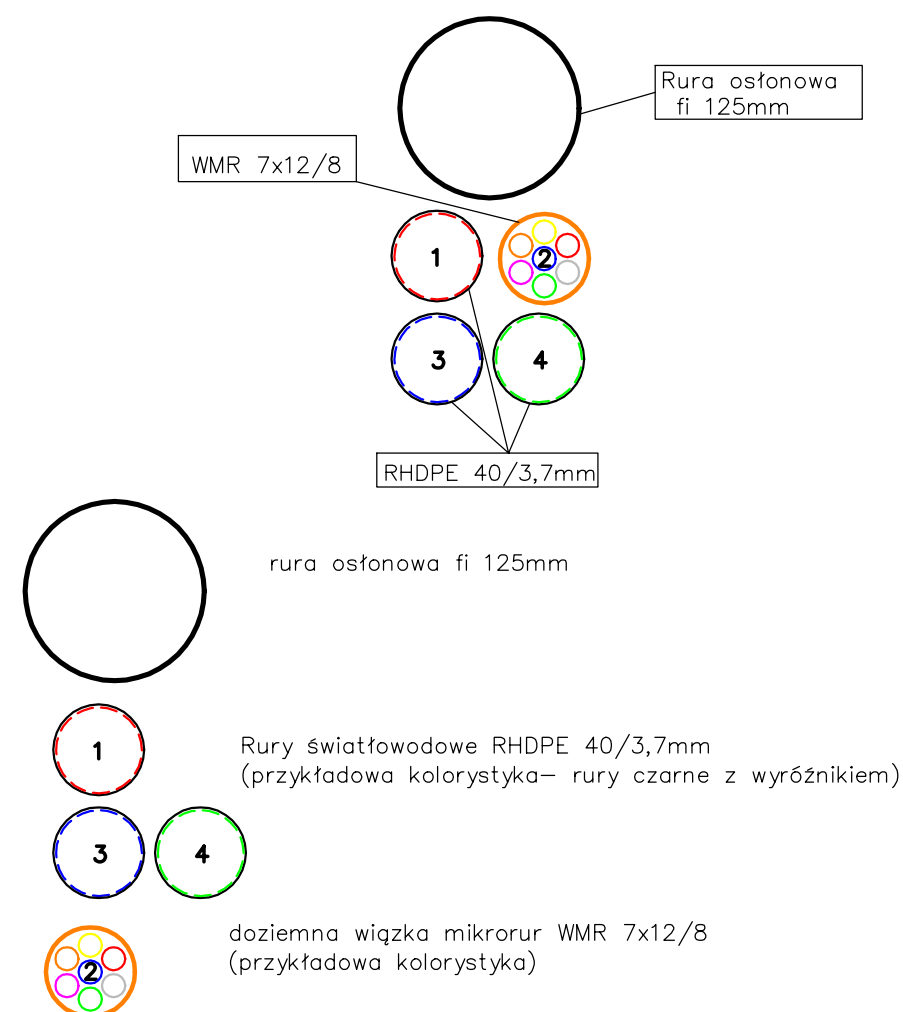 Rura osłonowa
fi 125mm
WMR 7x12/8
1
2
3
4
RHDPE 40/3,7mm
rura osłonowa fi 125mm
1
Rury światłowodowe RHDPE 40/3,7mm
(przykładowa kolorystyka– rury czarne z wyróżnikiem)
3
4
doziemna wiązka mikrorur WMR 7x12/8
2
(przykładowa kolorystyka)